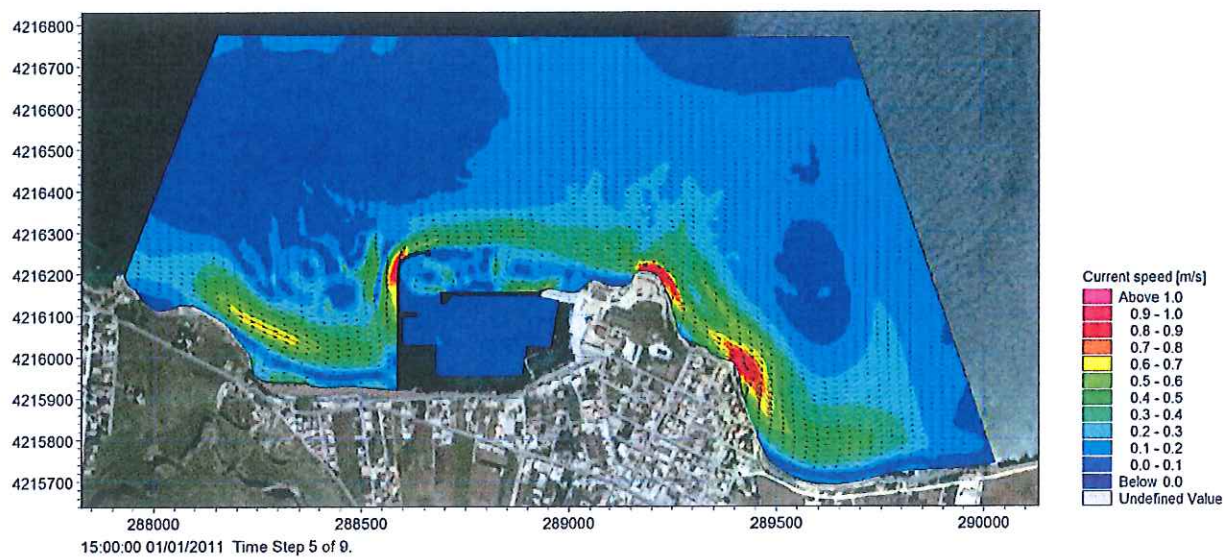 4216800
4216700
4216600
4216500
4216400
4216300
4216200
4216100
4216000
4215900
4215800
4215700
288000 288500 289000 289500 290000
15:00:00 01/01/2011 Time Step 5 of 9.
Current speed [m/s]
Above 1.0
0.9 - 1.0
0.8 - 0.9
0.7 - 0.8
0.6 - 0.7
0.5 - 0.6
0.4 - 0.5
0.3 - 0.4
0.2 - 0.3
0.1 - 0.2
0.0 - 0.1
Below 0.0
Undefined Value